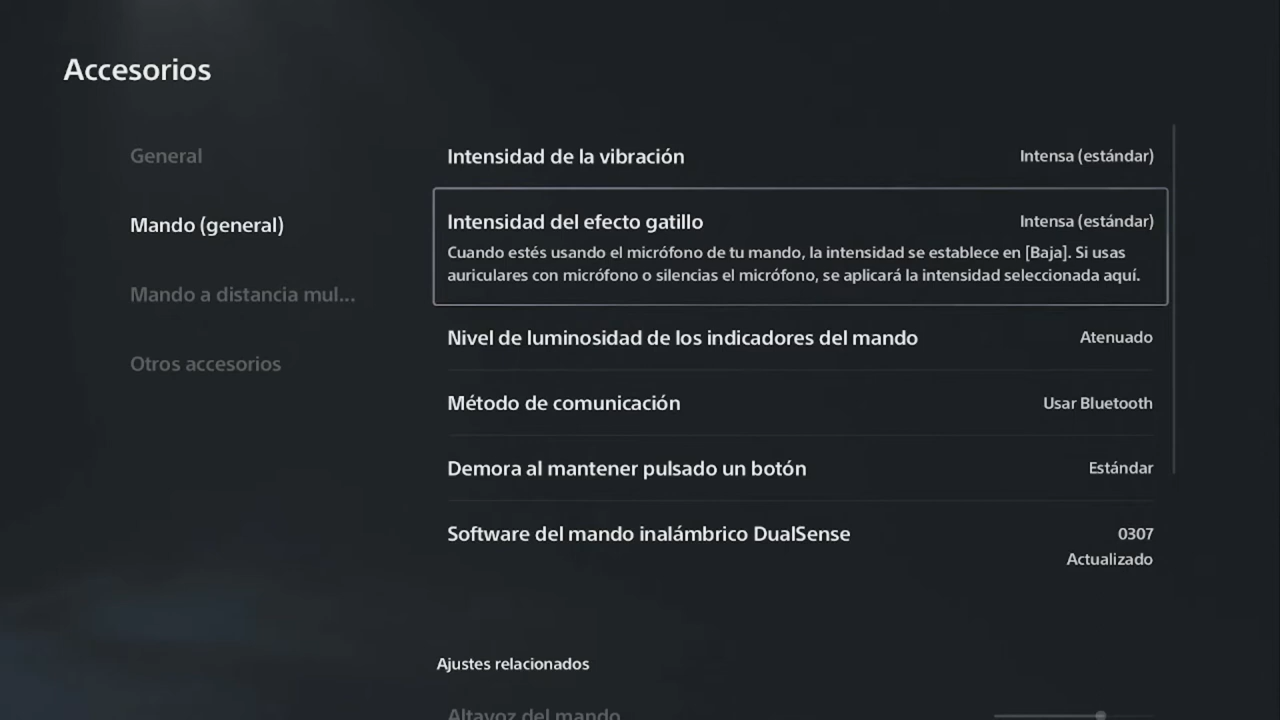 Accesorios
General
Mando (general)
Mando a distancia mul...
Otros accesorios
Intensidad de la vibración Intensa (estándar)
Intensidad del efecto gatillo Intensa (estándar)
Cuando estés usando el micrófono de tu mando, la intensidad se establece en [Baja]. Si usas
auriculares con micrófono o silencias el micrófono, se aplicará la intensidad seleccionada aquí.
Nivel de luminosidad de los indicadores del mando Atenuado
Método de comunicación Usar Bluetooth
Demora al mantener pulsado un botón Estándar
Software del mando inalámbrico DualSense 0307
Actualizado
Ajustes relacionados
Altavoz del mando